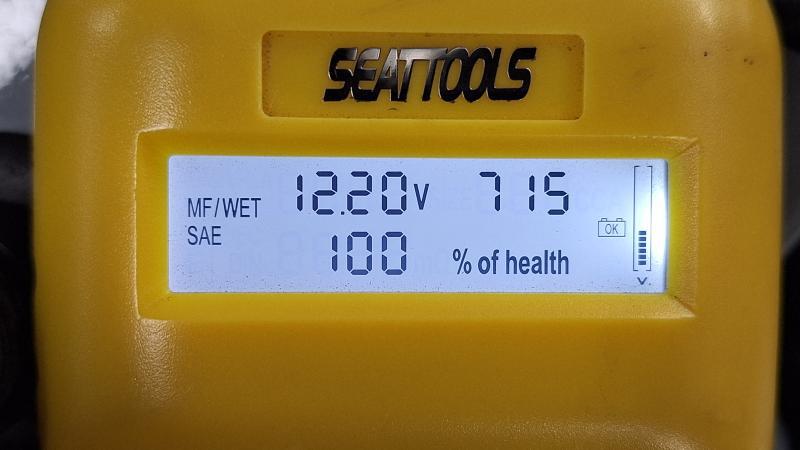 SEATTOOLS
MF/WET 12.20V 715
OK
SAE 100 % of health
V.